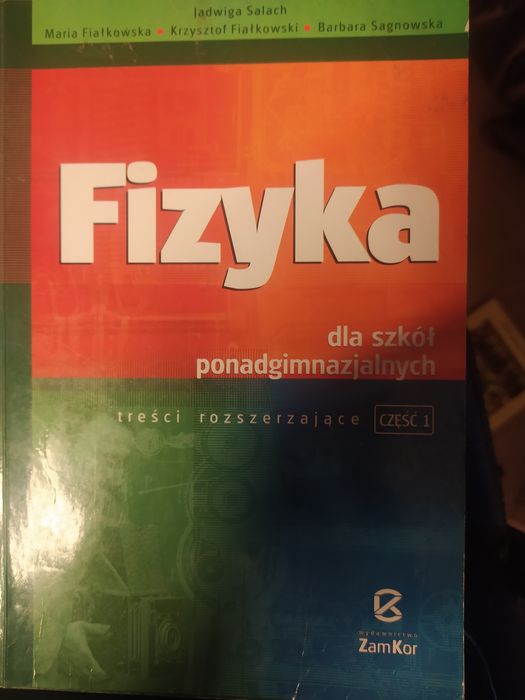 Jadwiga Salach
Maria Fiałkowska • Krzysztof Fiałkowski • Barbara Sagnowska
Fizyka
dla szkół
ponadgimnazjalnych
treści rozszerzające CZĘŚĆ 1
wydawnictwo
ZamKor